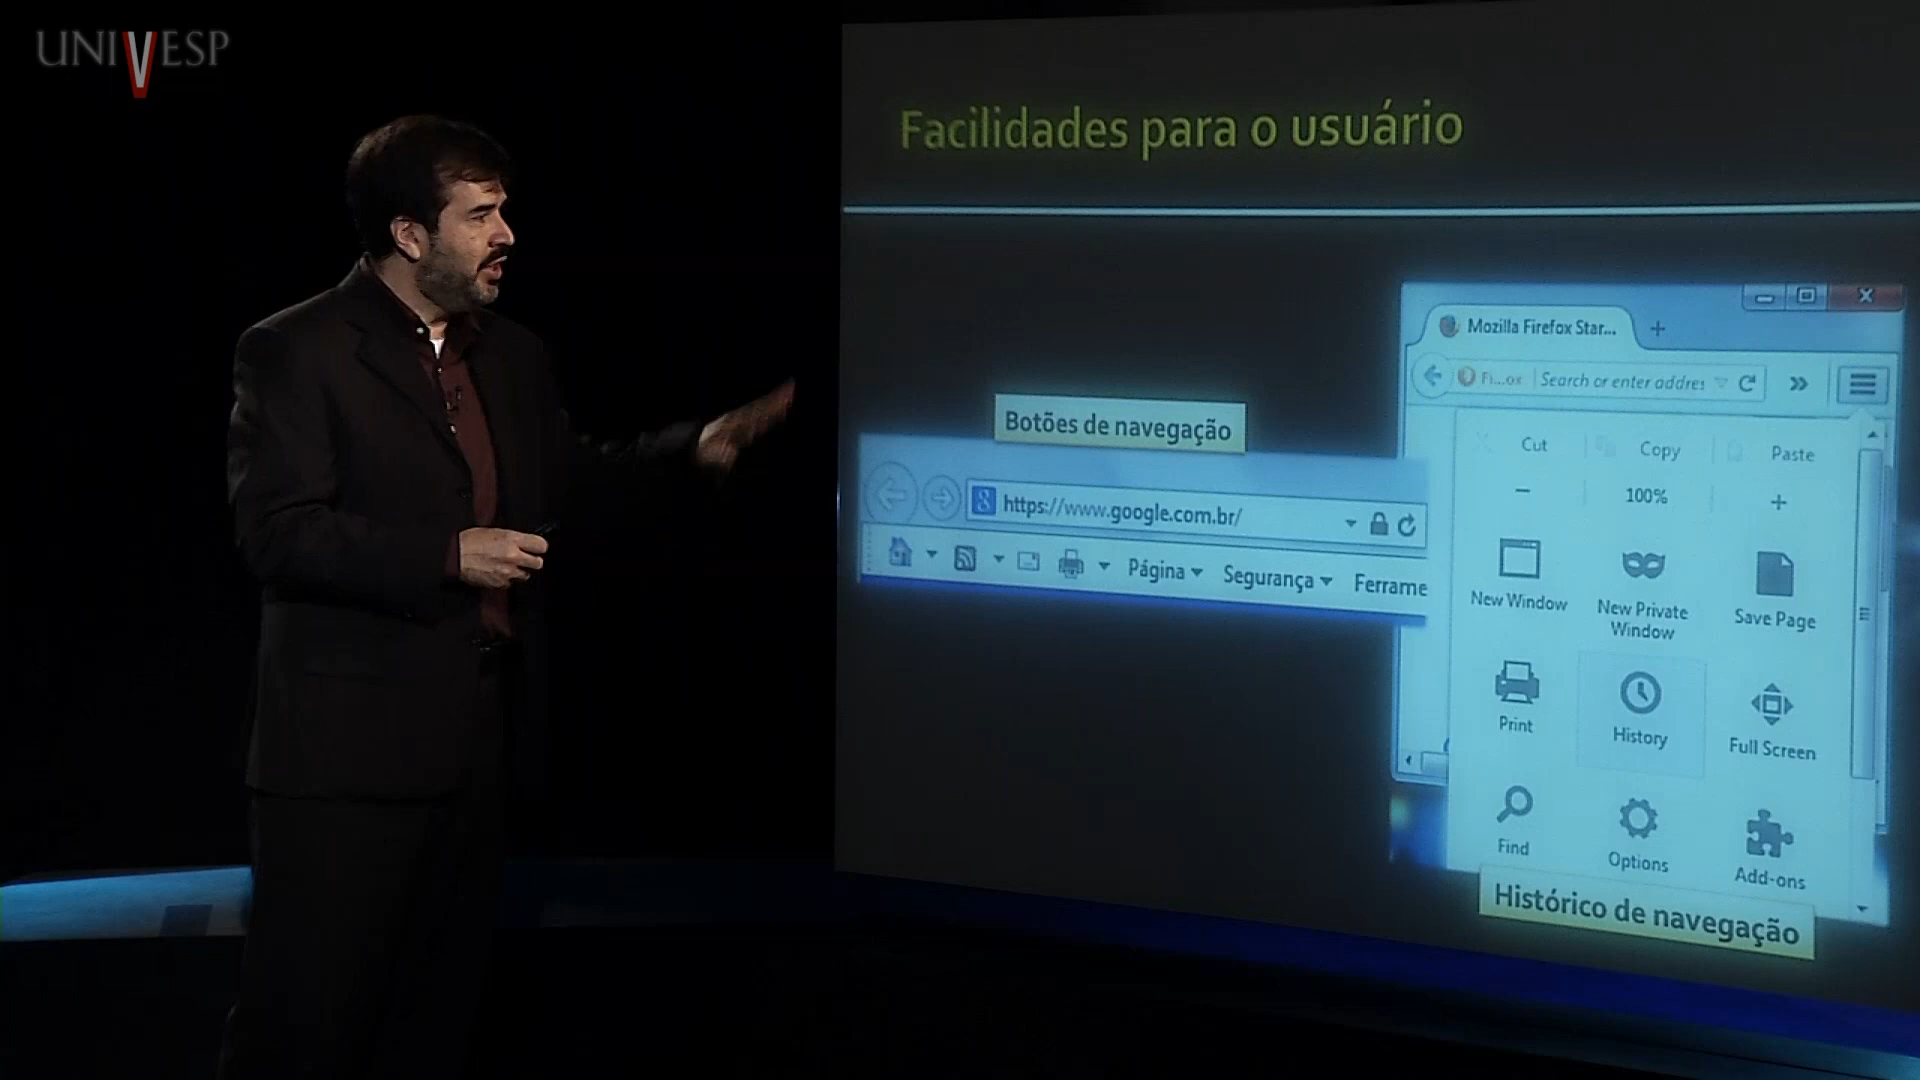 UNIVESP
Facilidades para o usuário
Botões de navegação
https://www.google.com.br/
Página
Segurança
Ferrame
Mozilla Firefox Star...
Fi...ox
Search or enter addres
Cut
Copy
Paste
100%
New Window
New Private
Window
Save Page
Print
History
Full Screen
Find
Options
Add-ons
Histórico de navegação